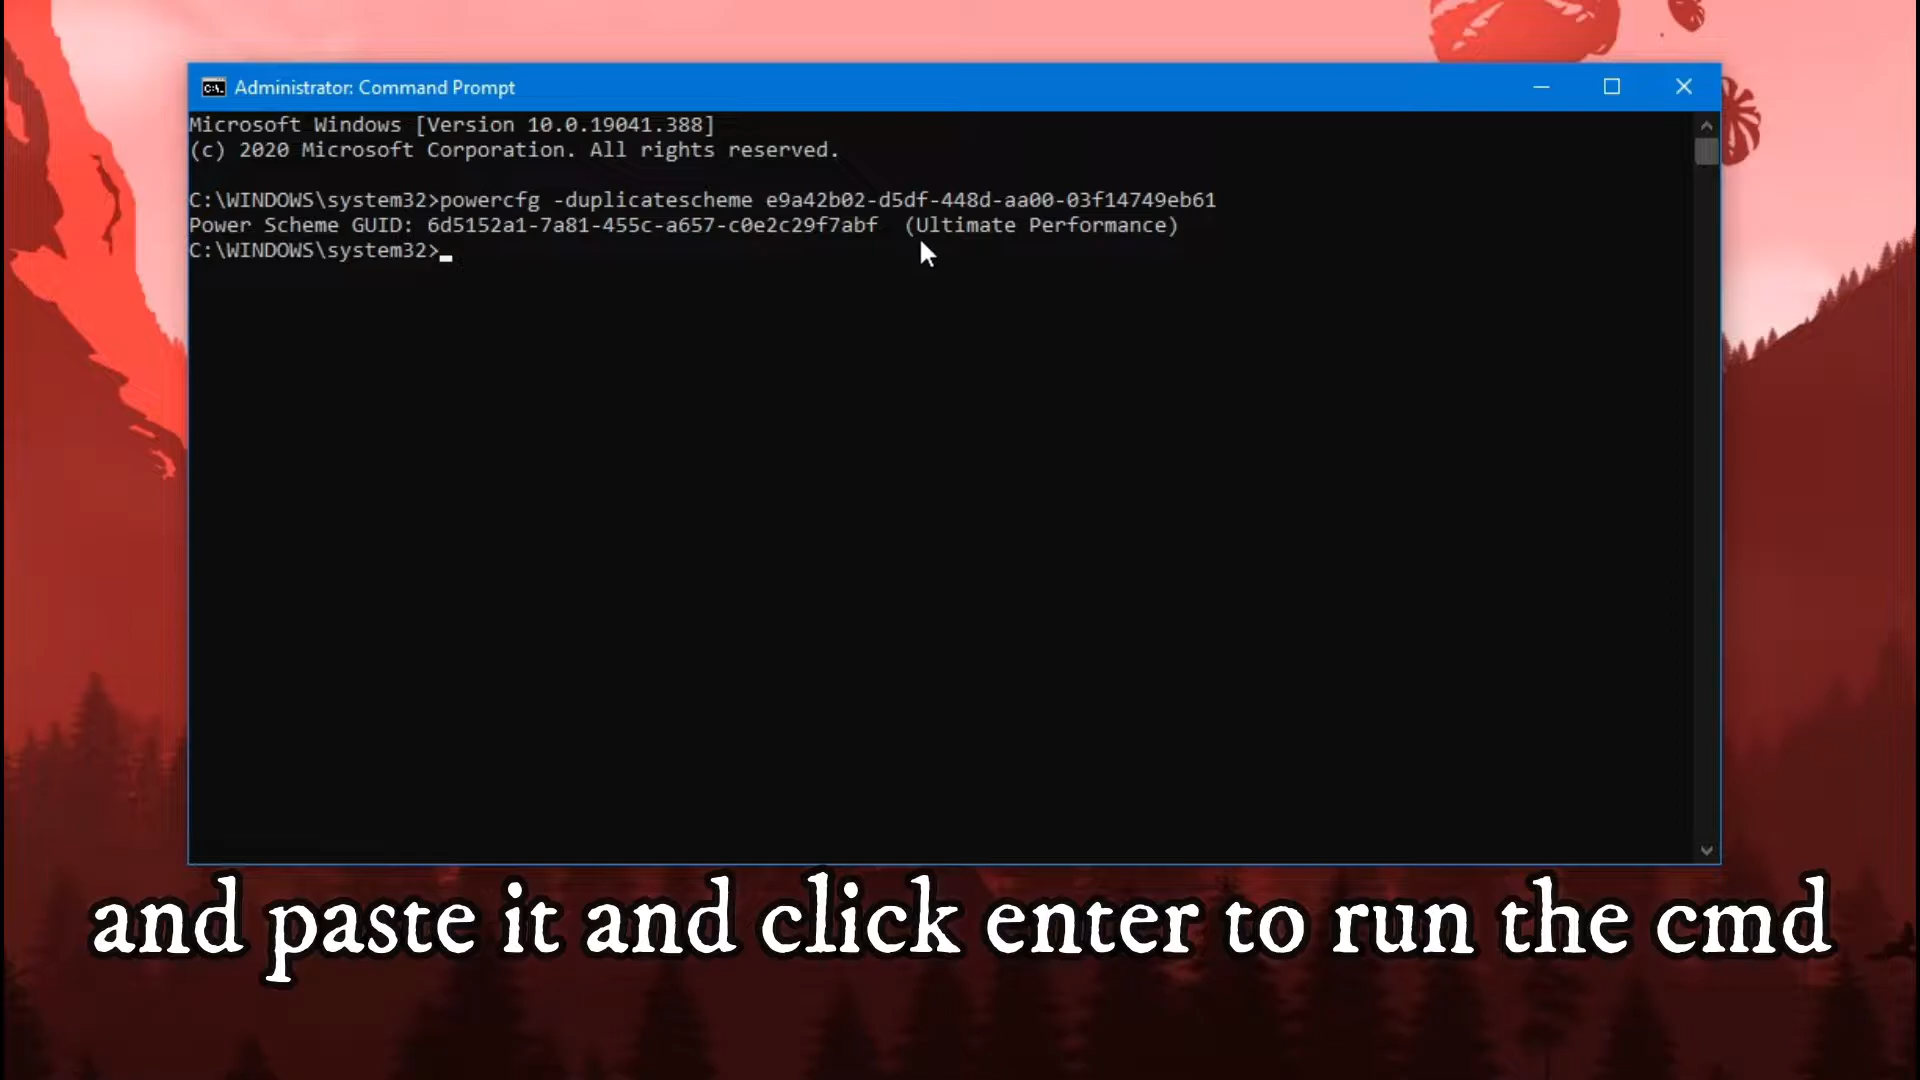 Administrator: Command Prompt
Microsoft Windows [Version 10.0.19041.388]
(c) 2020 Microsoft Corporation. All rights reserved.
C:\WINDOWS\system32>powercfg -duplicatescheme e9a42b02-d5df-448d-aa00-03f14749eb61
Power Scheme GUID: 6d5152a1-7a81-455c-a657-c0e2c29f7abf  (Ultimate Performance)
C:\WINDOWS\system32>
and paste it and click enter to run the cmd